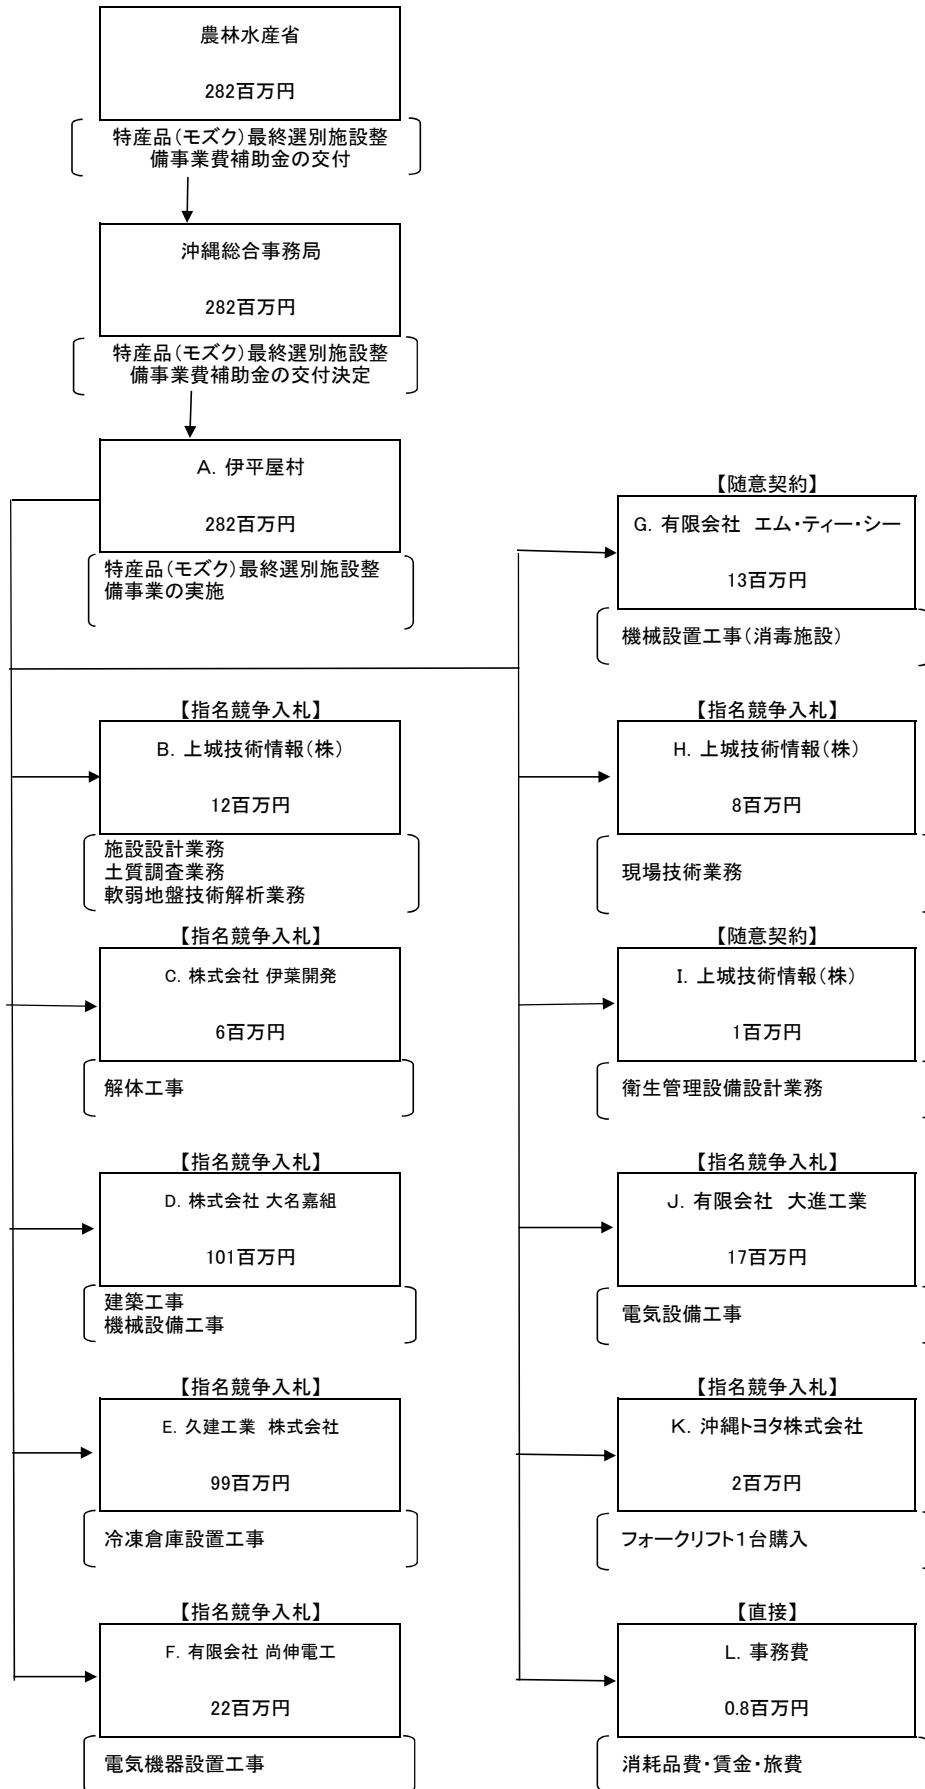 農林水産省
282百万円
特産品(モズク)最終選別施設整
備事業費補助金の交付
沖縄総合事務局
282百万円
特産品(モズク)最終選別施設整
備事業費補助金の交付決定
A. 伊平屋村
282百万円
特産品(モズク)最終選別施設整
備事業の実施
【指名競争入札】
B. 上城技術情報(株)
12百万円
施設設計業務
土質調査業務
軟弱地盤技術解析業務
【指名競争入札】
C. 株式会社 伊葉開発
6百万円
解体工事
【指名競争入札】
D. 株式会社 大名嘉組
101百万円
建築工事
機械設備工事
【指名競争入札】
E. 久建工業 株式会社
99百万円
冷凍倉庫設置工事
【指名競争入札】
F. 有限会社 尚伸電工
22百万円
電気機器設置工事
【随意契約】
G. 有限会社 エム・ティー・シー
13百万円
機械設置工事(消毒施設)
【指名競争入札】
H. 上城技術情報(株)
8百万円
現場技術業務
【随意契約】
I. 上城技術情報(株)
1百万円
衛生管理設備設計業務
【指名競争入札】
J. 有限会社 大進工業
17百万円
電気設備工事
【指名競争入札】
K. 沖縄トヨタ株式会社
2百万円
フォークリフト1台購入
【直接】
L. 事務費
0.8百万円
消耗品費・賃金・旅費